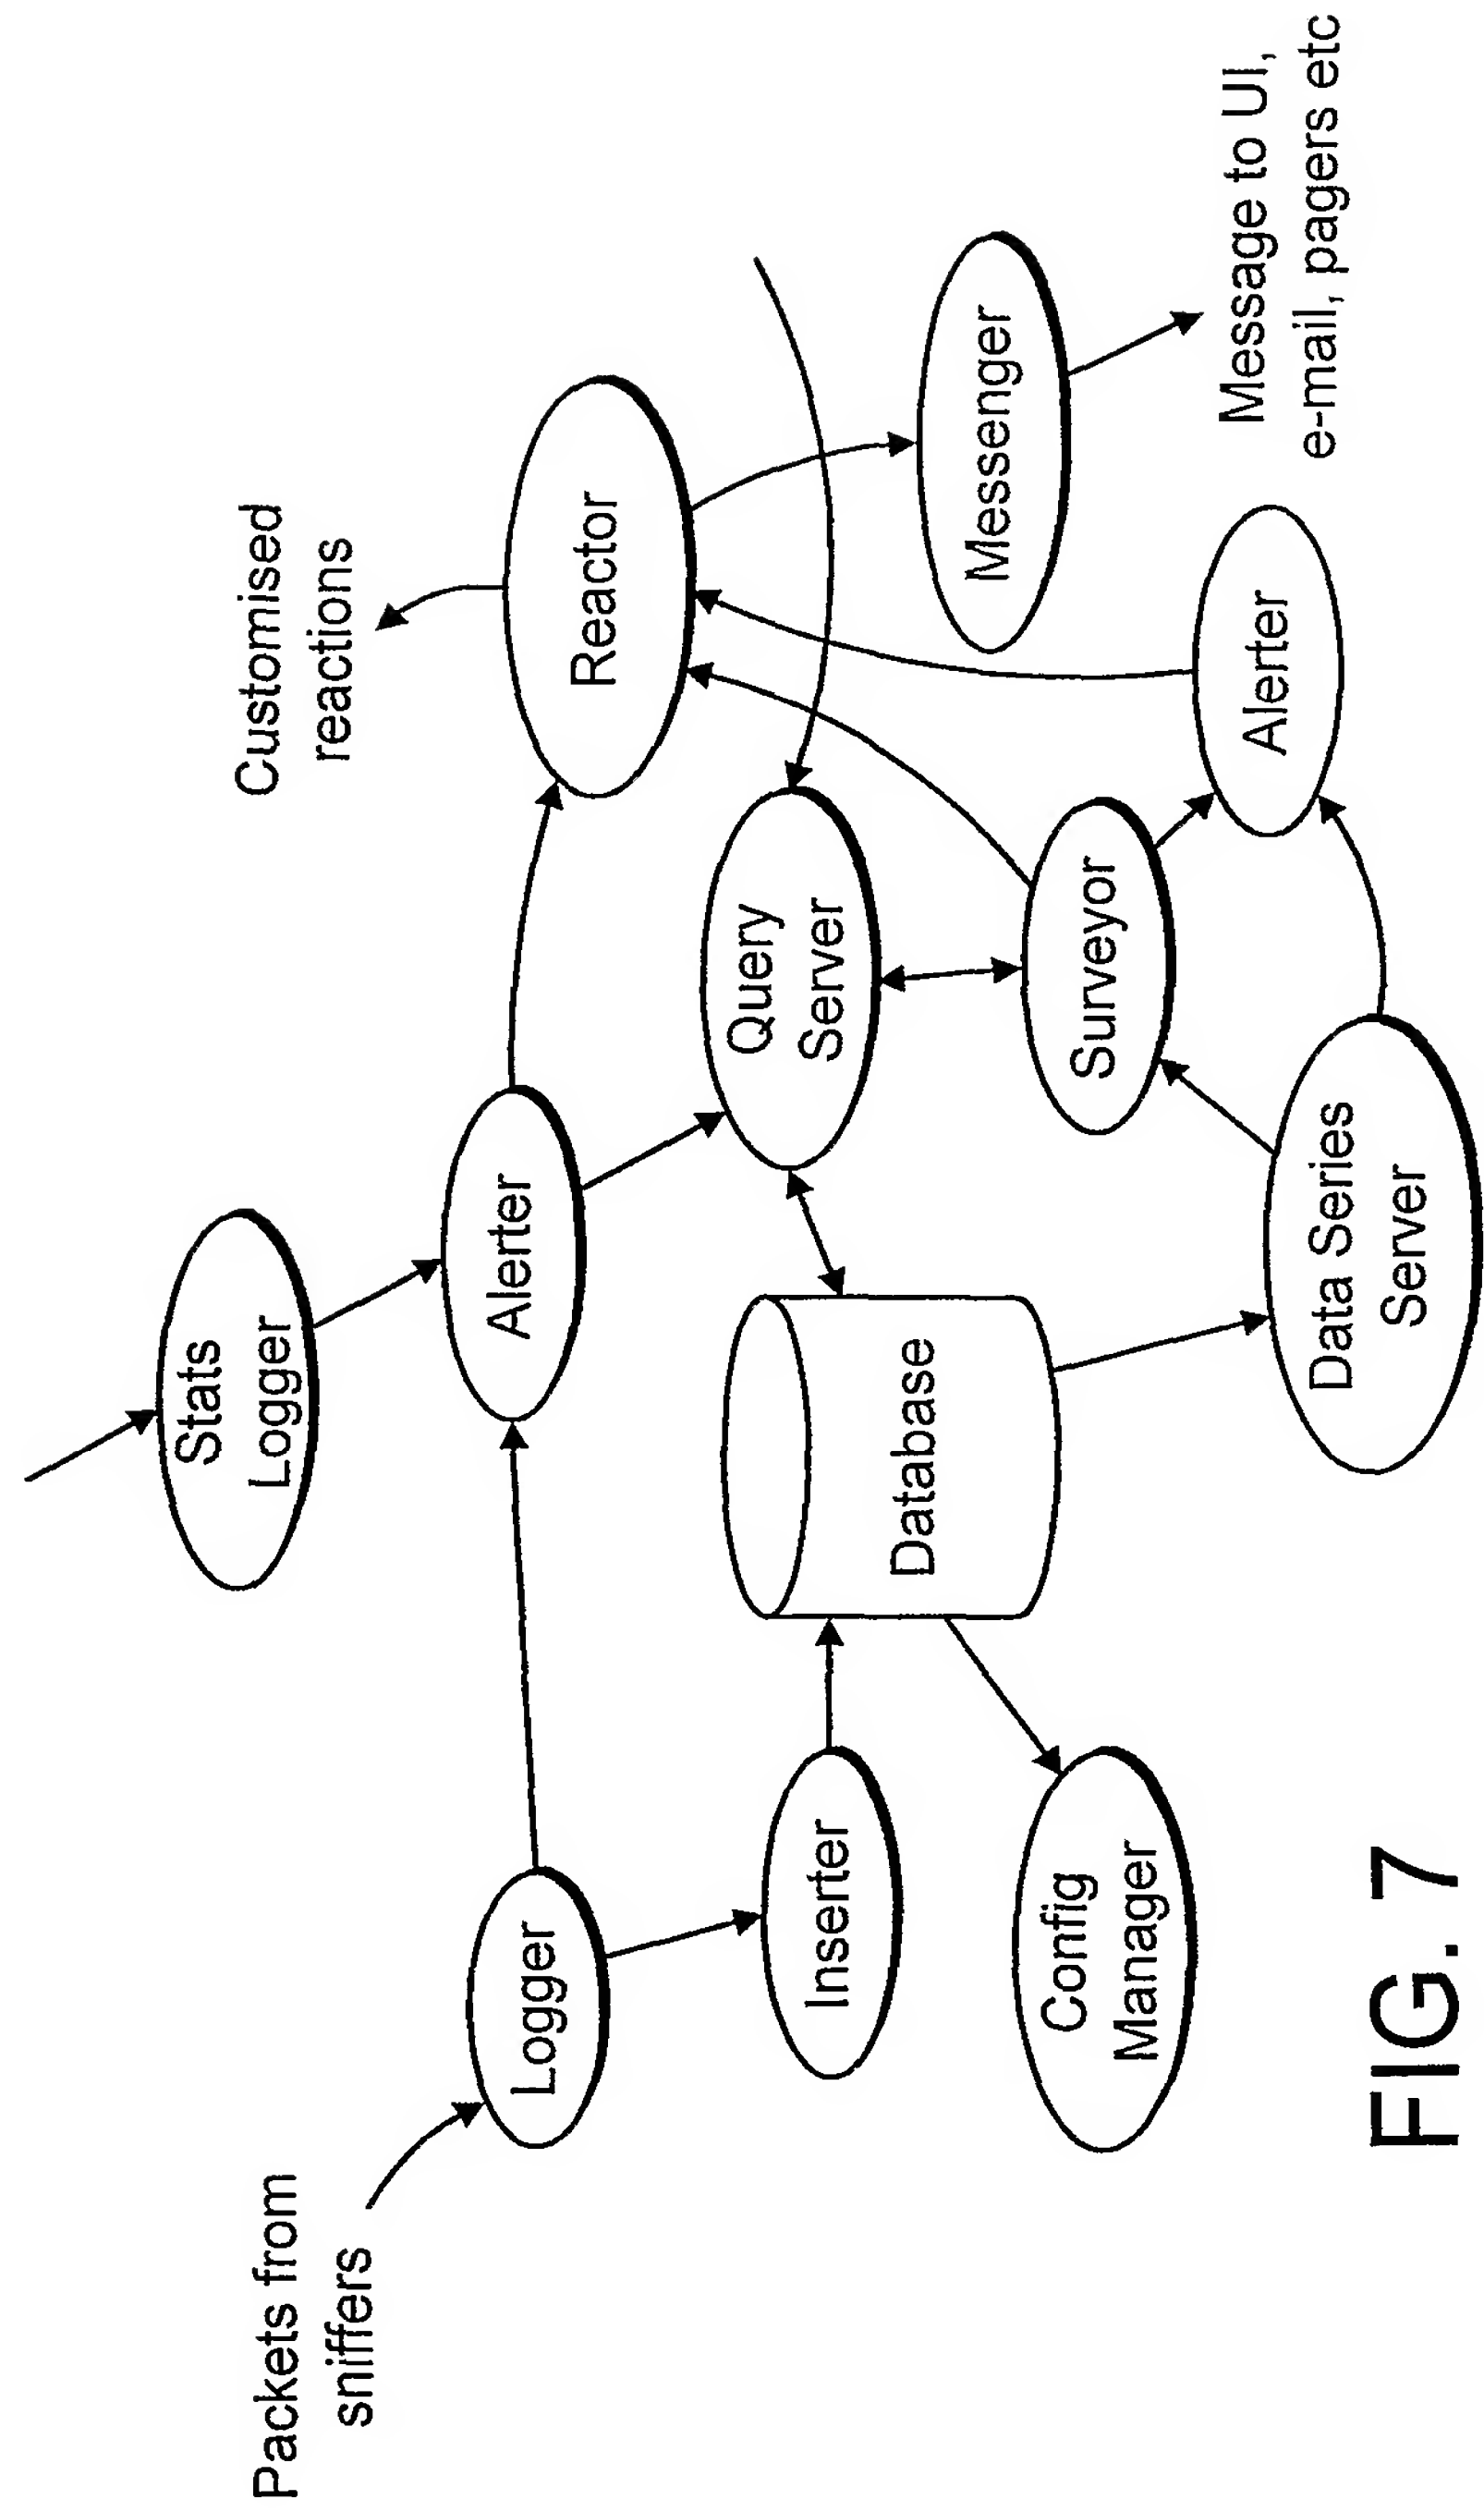 Packets from
sniffers
Logger
Stats
Logger
Alerter
Customised
reactions
Reactor
Inserter
Database
Query
Server
Config
Manager
Surveyor
Messenger
Data Series
Server
Alerter
Message to UI,
e-mail, pagers etc
FIG. 7